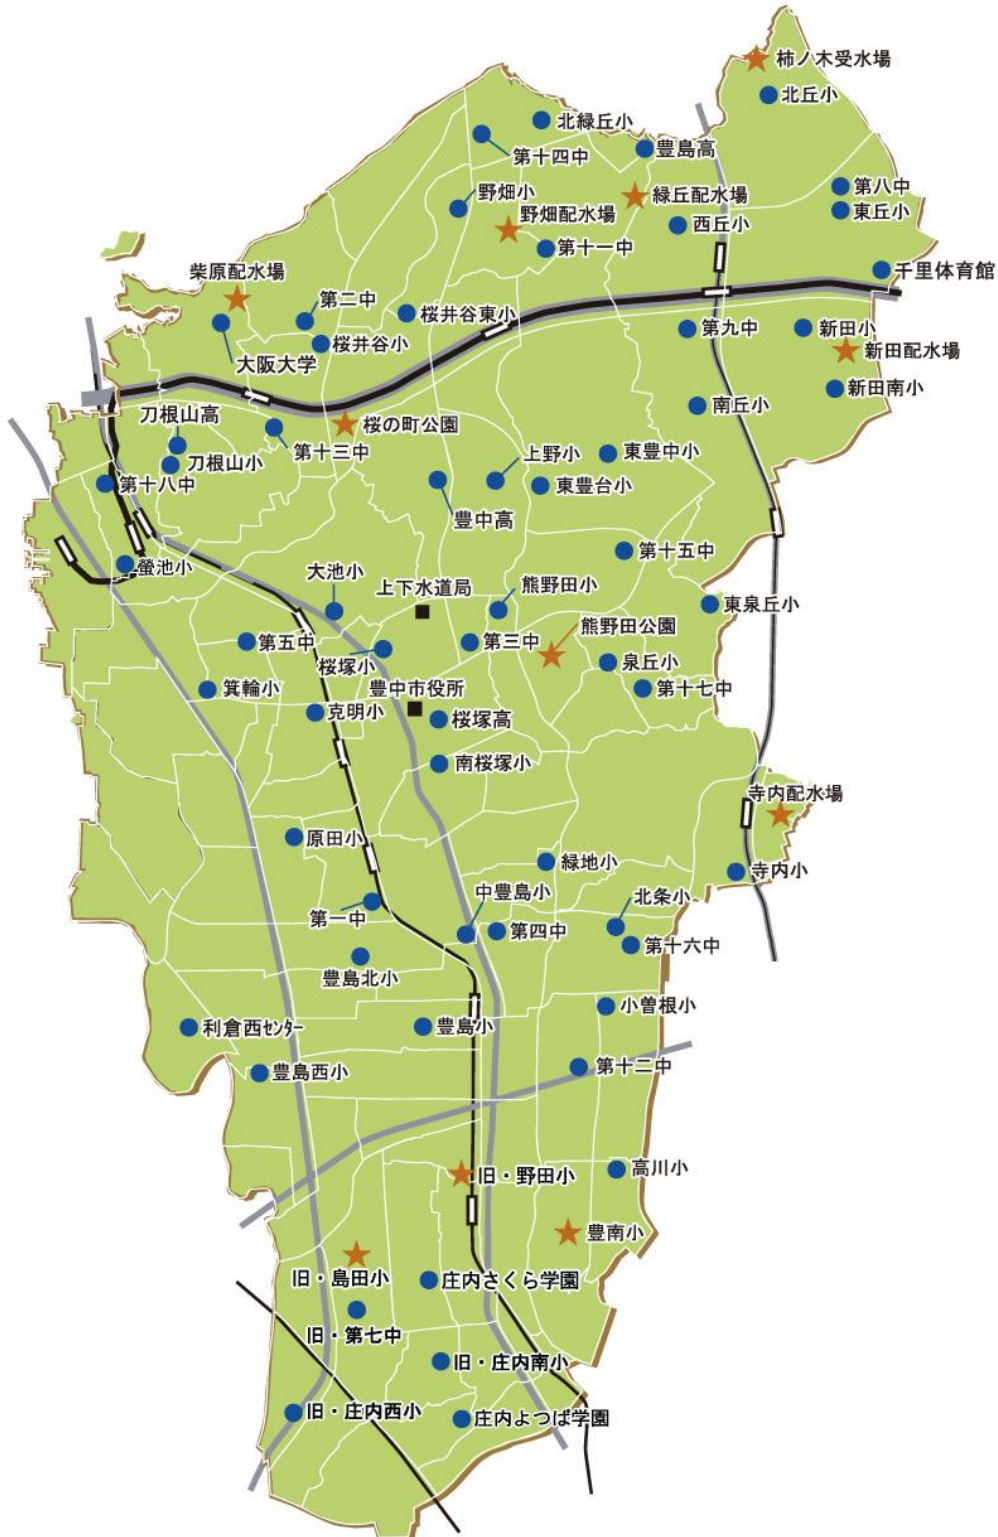 柿ノ木受水場
北丘小
北緑丘小
第十四中
豊島高
第八中
野畑小
緑丘配水場
東丘小
野畑配水場
西丘小
第十一中
千里体育館
柴原配水場
第二中
桜井谷東小
第九中
新田小
桜井谷小
新田配水場
大阪大学
新田南小
南丘小
刀根山高
桜の町公園
第十三中
上野小
東豊中小
刀根山小
第十八中
東豊台小
豊中高
第十五中
螢池小
大池小
上下水道局
熊野田小
東泉丘小
熊野田公園
第五中
第三中
桜塚小
泉丘小
箕輪小
豊中市役所
第十七中
克明小
桜塚高
南桜塚小
寺内配水場
原田小
緑地小
寺内小
中豊島小
北条小
第一中
第四中
第十六中
豊島北小
小曽根小
利倉西ｾﾝﾀｰ
豊島小
豊島西小
第十二中
高川小
旧・野田小
豊南小
旧・島田小
庄内さくら学園
旧・第七中
旧・庄内南小
旧・庄内西小
庄内よつば学園